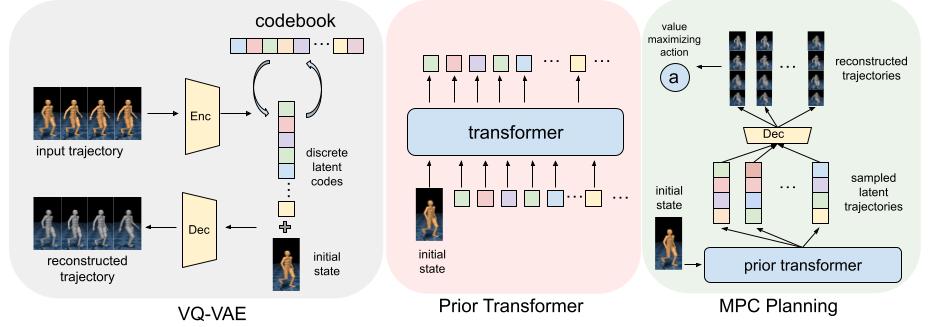 codebook
Enc
input trajectory
discrete
latent
codes
Dec
reconstructed
trajectory
initial
state
VQ-VAE
transformer
initial
state
Prior Transformer
value
maximizing
action
a
reconstructed
trajectories
Dec
initial
state
sampled
latent
trajectories
prior transformer
MPC Planning